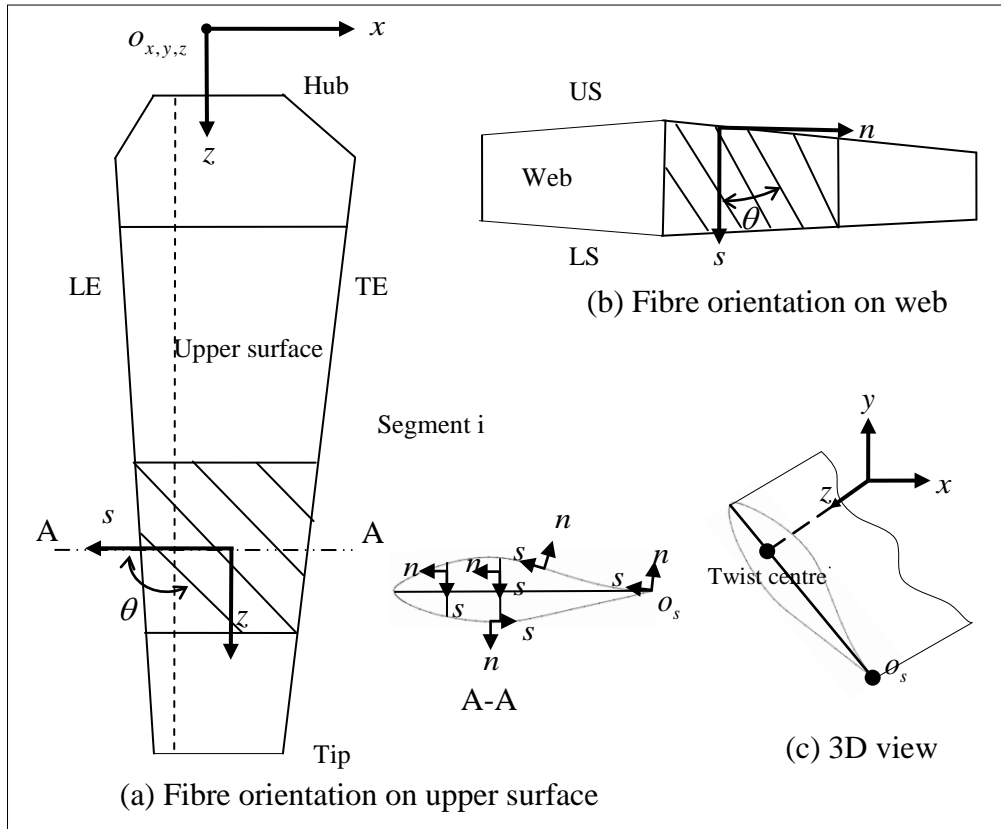 o x,y,z
x
Hub
z
LE
TE
Upper surface
Segment i
A
s
A
θ
z
Tip
(a) Fibre orientation on upper surface
US
n
Web
θ
s
LS
(b) Fibre orientation on web
n
n
n
s
n
s
s
s
o s
s
n
A-A
y
z
x
Twist centre
o s
(c) 3D view